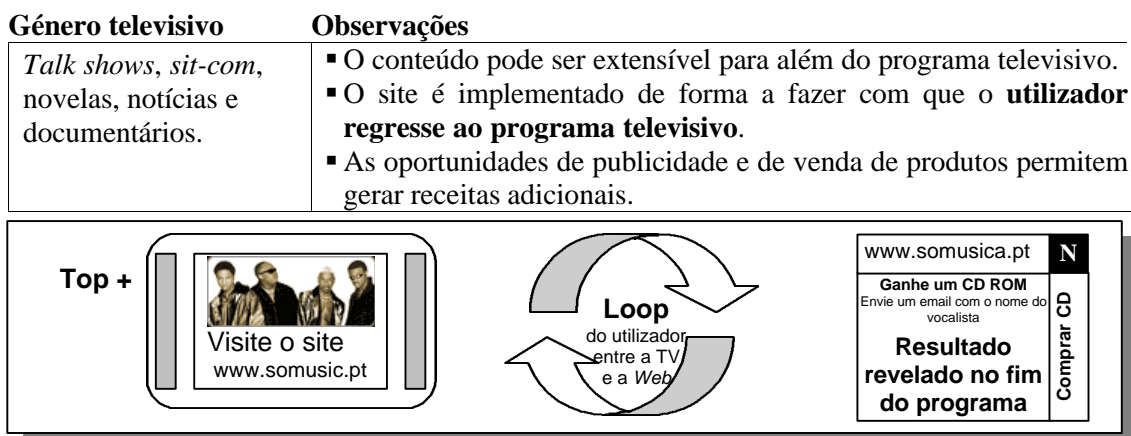 Género televisivo Observações
Talk shows, sit-com,
novelas, notícias e
documentários.
▪ O conteúdo pode ser extensível para além do programa televisivo.
▪ O site é implementado de forma a fazer com que o utilizador
regresse ao programa televisivo.
▪ As oportunidades de publicidade e de venda de produtos permitem
gerar receitas adicionais.
Top +
Visite o site
www.somusic.pt
Loop
do utilizador
entre a TV
e a Web
www.somusica.pt
N
Ganhe um CD ROM
Envie um email com o nome do
vocalista
Resultado
revelado no fim
do programa
Comprar CD